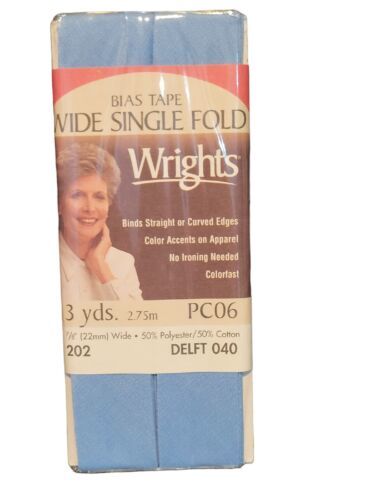 BIAS TAPE
WIDE SINGLE FOLD
Wrights®
Binds Straight or Curved Edges
Color Accents on Apparel
No Ironing Needed
Colorfast
3 yds. 2.75m PC06
7/8" (22mm) Wide • 50% Polyester/50% Cotton
202 DELFT 040